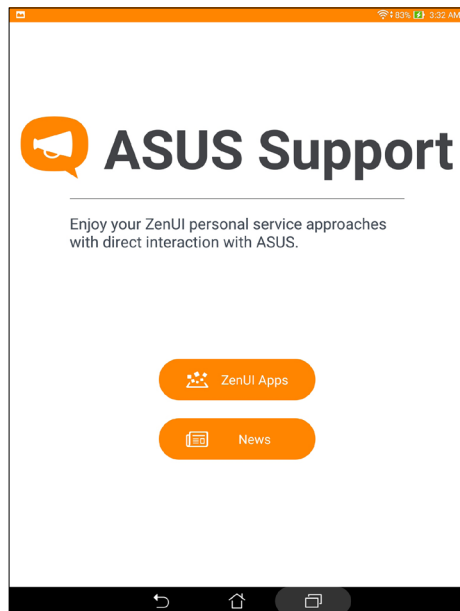 83% 3:32 AM
ASUS Support
Enjoy your ZenUI personal service approaches
with direct interaction with ASUS.
ZenUI Apps
News